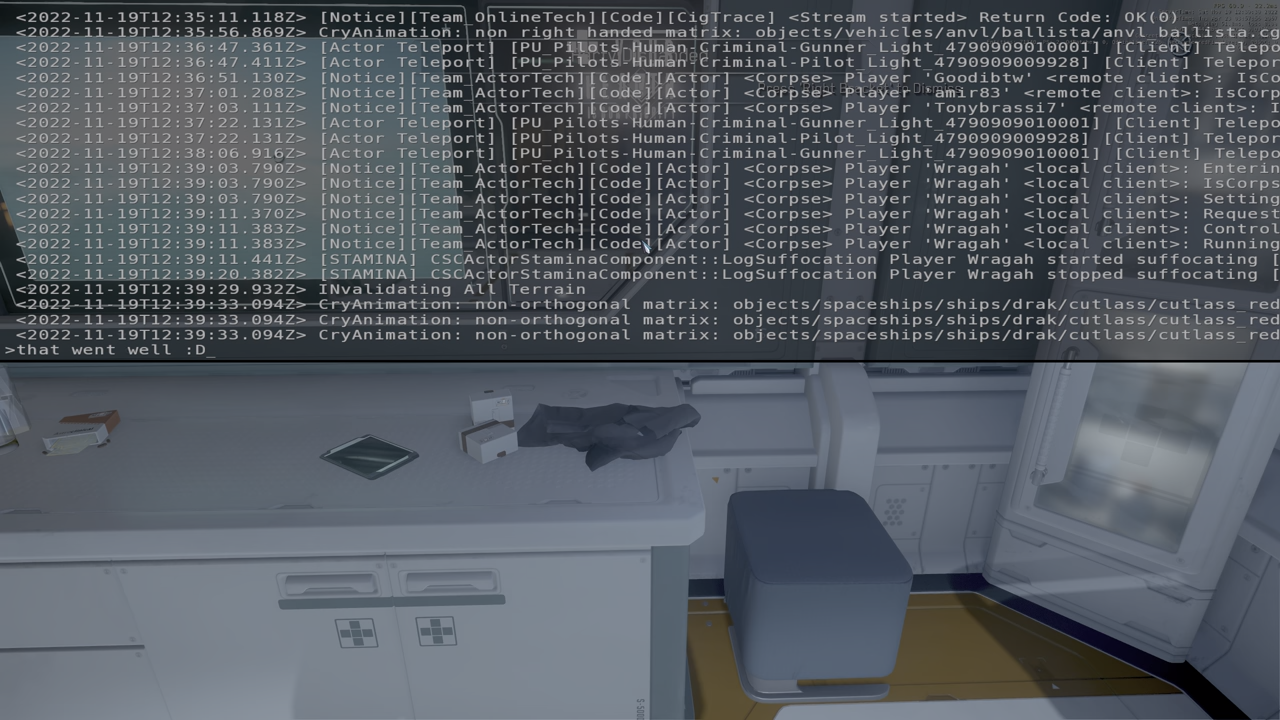 <2022-11-19T12:35:11.118Z> [Notice][Team_OnlineTech][Code][CigTrace] <Stream started> Return Code: OK(0)
<2022-11-19T12:35:56.869Z> CryAnimation: non right handed matrix: objects/vehicles/anvl/ballista/anvl_ballista.cg
<2022-11-19T12:36:47.361Z> [Actor Teleport] [PU_Pilots-Human-Criminal-Gunner_Light_4790909010001] [Client] Telepo
<2022-11-19T12:36:47.411Z> [Actor Teleport] [PU_Pilots-Human-Criminal-Pilot_Light_4790909009928] [Client] Telepor
<2022-11-19T12:36:51.130Z> [Notice][Team_ActorTech][Code][Actor] <Corpse> Player 'Goodibtw' <remote client>: IsCo
<2022-11-19T12:37:01.208Z> [Notice][Team_ActorTech][Code][Actor] <Corpse> Player 'amir83' <remote client>: IsCorp
<2022-11-19T12:37:03.111Z> [Notice][Team_ActorTech][Code][Actor] <Corpse> Player 'Tonybrassi7' <remote client>: I
<2022-11-19T12:37:22.131Z> [Actor Teleport] [PU_Pilots-Human-Criminal-Gunner_Light_4790909010001] [Client] Telepo
<2022-11-19T12:37:22.131Z> [Actor Teleport] [PU_Pilots-Human-Criminal-Pilot_Light_4790909009928] [Client] Telepor
<2022-11-19T12:38:06.916Z> [Actor Teleport] [PU_Pilots-Human-Criminal-Gunner_Light_4790909010001] [Client] Telepo
<2022-11-19T12:39:03.790Z> [Notice][Team_ActorTech][Code][Actor] <Corpse> Player 'Wragah' <local client>: Enterin
<2022-11-19T12:39:03.790Z> [Notice][Team_ActorTech][Code][Actor] <Corpse> Player 'Wragah' <local client>: IsCorps
<2022-11-19T12:39:03.790Z> [Notice][Team_ActorTech][Code][Actor] <Corpse> Player 'Wragah' <local client>: Setting
<2022-11-19T12:39:11.370Z> [Notice][Team_ActorTech][Code][Actor] <Corpse> Player 'Wragah' <local client>: Request
<2022-11-19T12:39:11.383Z> [Notice][Team_ActorTech][Code][Actor] <Corpse> Player 'Wragah' <local client>: Control
<2022-11-19T12:39:11.383Z> [Notice][Team_ActorTech][Code][Actor] <Corpse> Player 'Wragah' <local client>: Running
<2022-11-19T12:39:11.441Z> [STAMINA] CSCActorStaminaComponent::LogSuffocation Player Wragah started suffocating [
<2022-11-19T12:39:20.382Z> [STAMINA] CSCActorStaminaComponent::LogSuffocation Player Wragah stopped suffocating [
<2022-11-19T12:39:29.932Z> INvalidating All Terrain
<2022-11-19T12:39:33.094Z> CryAnimation: non-orthogonal matrix: objects/spaceships/ships/drak/cutlass/cutlass_red
<2022-11-19T12:39:33.094Z> CryAnimation: non-orthogonal matrix: objects/spaceships/ships/drak/cutlass/cutlass_red
<2022-11-19T12:39:33.094Z> CryAnimation: non-orthogonal matrix: objects/spaceships/ships/drak/cutlass/cutlass_red
>that went well :D_